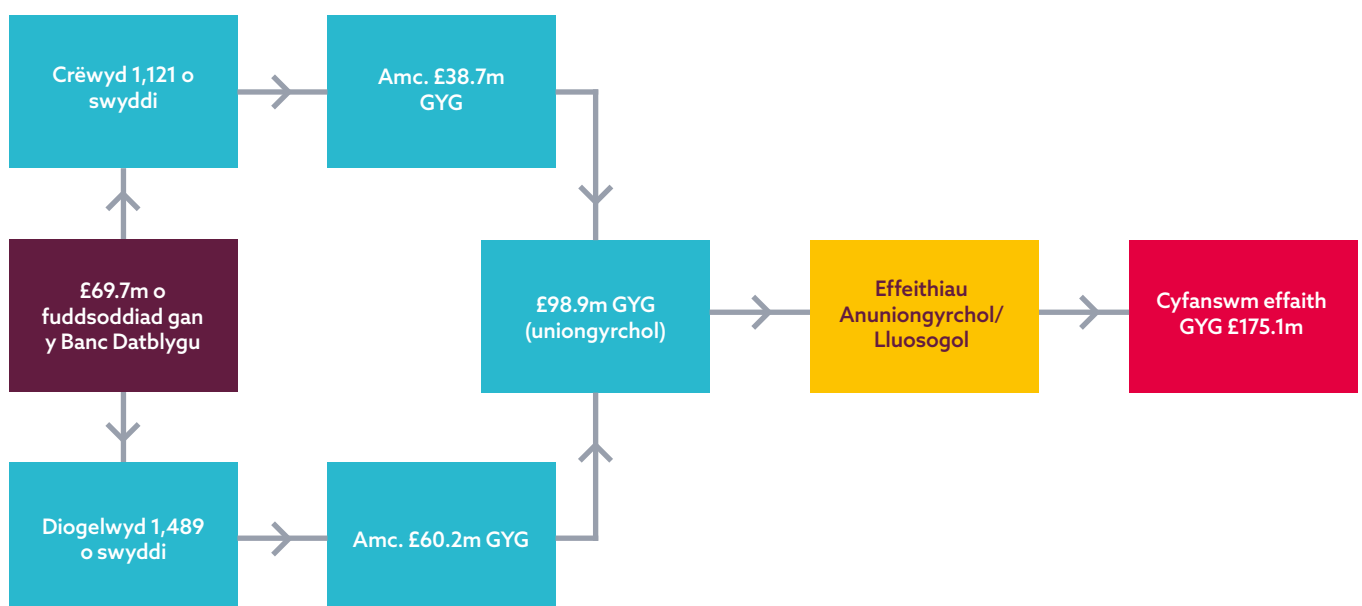 Crëwyd 1,121 o
swyddi
Amc. £38.7m
GYG
£69.7m o
fuddsoddiad gan
y Banc Datblygu
£98.9m GYG
(uniongyrchol)
Effeithiau
Anuniongyrchol/
Lluosogol
Cyfanswm effaith
GYG £175.1m
Diogelwyd 1,489
o swyddi
Amc. £60.2m GYG